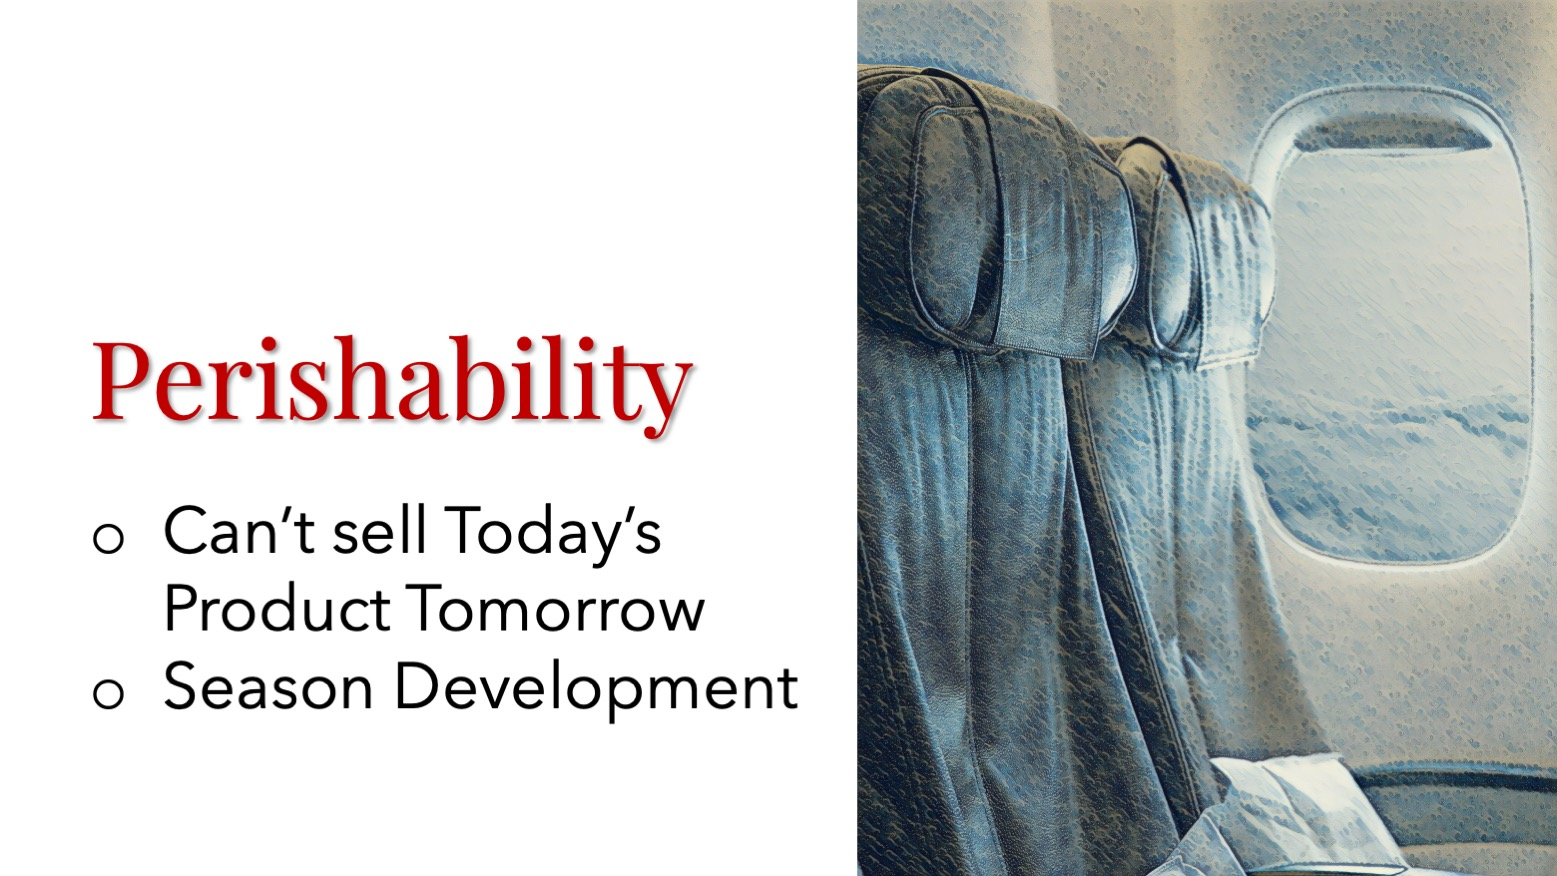 Perishability
○ Can’t sell Today’s
Product Tomorrow
○ Season Development